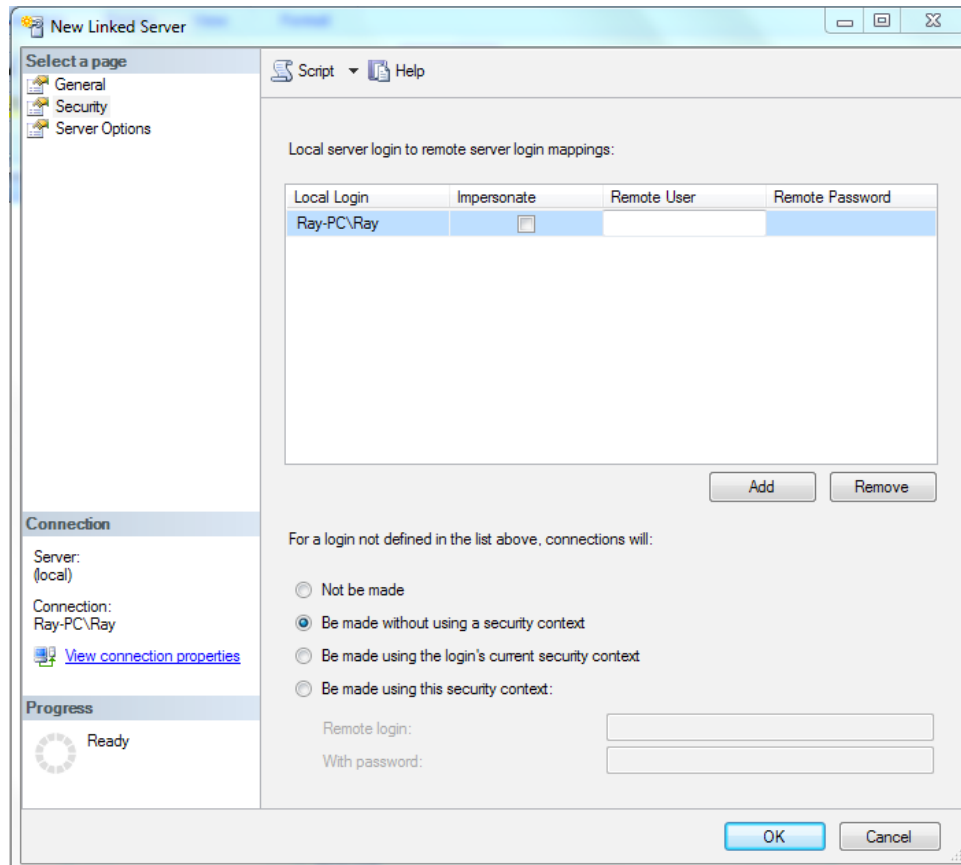 New Linked Server
Select a page
General
Security
Server Options
Script Help
Local server login to remote server login mappings:
Local Login Impersonate Remote User Remote Password
Ray-PC\Ray
Add Remove
Connection
Server:
(local)
Connection:
Ray-PC\Ray
View connection properties
Progress
Ready
For a login not defined in the list above, connections will:
Not be made
Be made without using a security context
Be made using the login's current security context
Be made using this security context:
Remote login:
With password:
OK Cancel